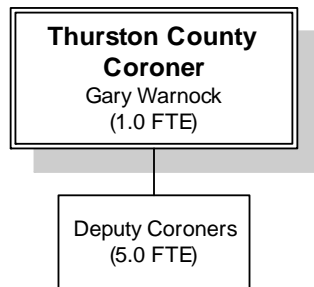 Thurston County
Coroner
Gary Warnock
(1.0 FTE)
Deputy Coroners
(5.0 FTE)